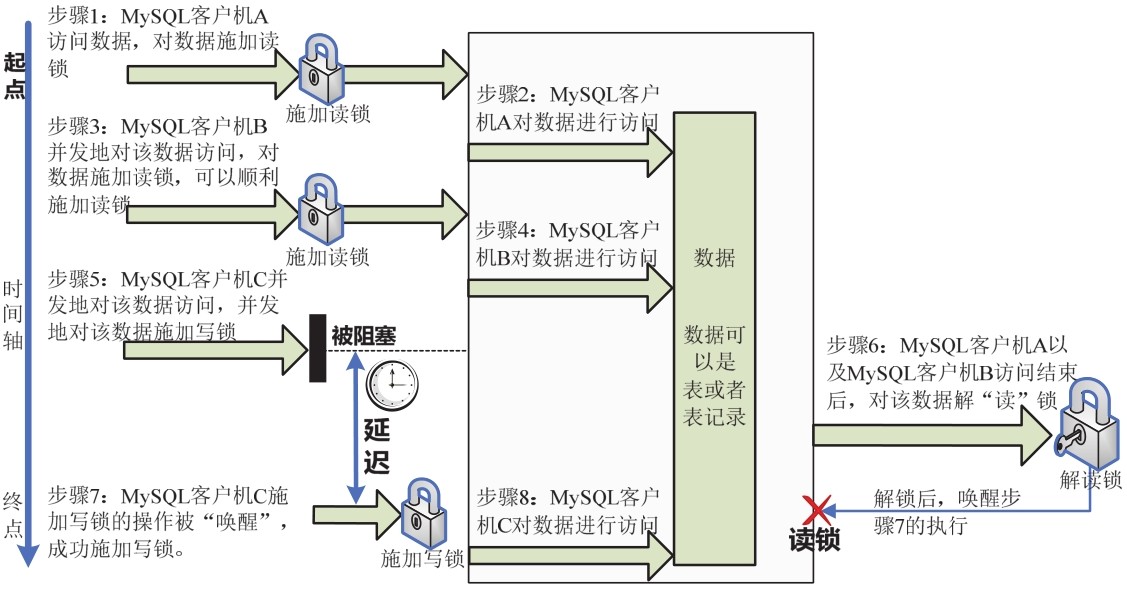 步骤1：MySQL客户机A
访问数据，对数据施加读
锁
施加读锁
起
点
步骤2：MySQL客户
机A对数据进行访问
步骤3：MySQL客户机B
并发地对该数据访问，对
数据施加读锁，可以顺利
施加读锁
施加读锁
步骤4：MySQL客户
机B对数据进行访问
数据
数据可
以是
表或者
表记录
时
间
轴
步骤5：MySQL客户机C并
发地对该数据访问，并发
地对该数据施加写锁
被阻塞
延
迟
步骤6：MySQL客户机A以
及MySQL客户机B访问结束
后，对该数据解“读”锁
解读锁
解锁后，唤醒步
骤7的执行
读锁
终
点
步骤7：MySQL客户机C施
加写锁的操作被“唤醒”，
成功施加写锁。
施加写锁
步骤8：MySQL客户
机C对数据进行访问